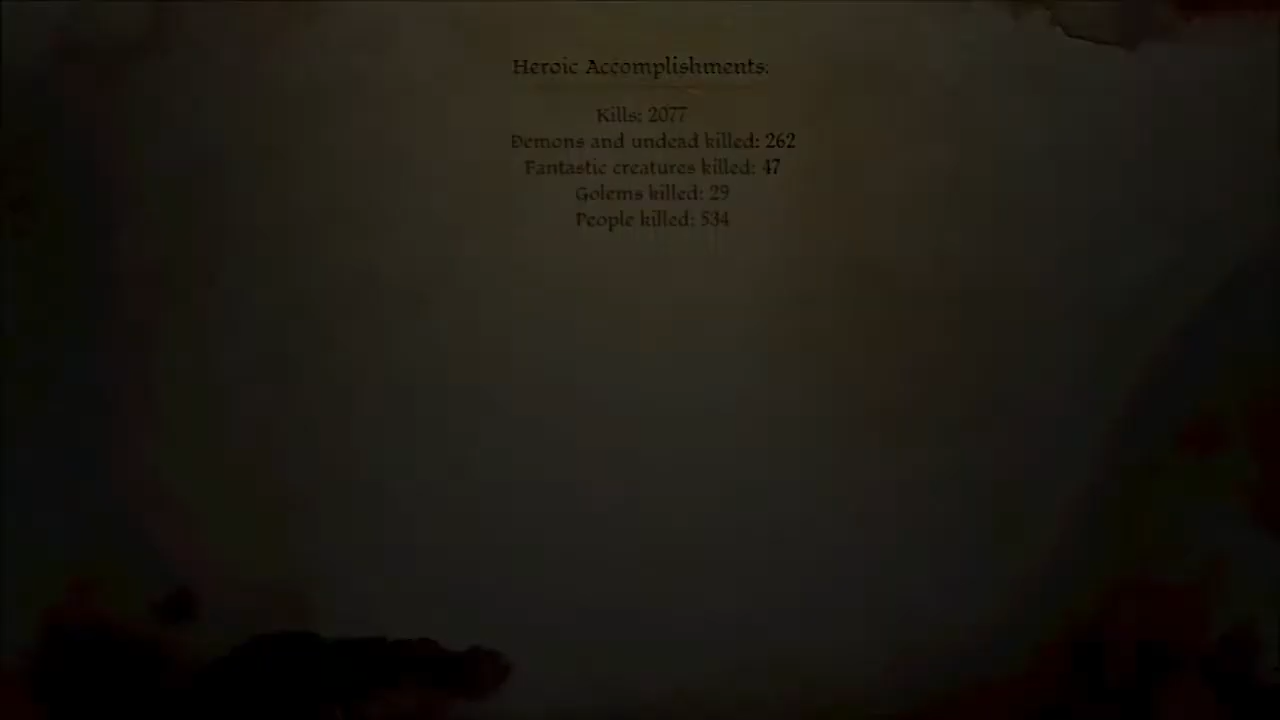 Heroic Accomplishments:
Kills: 2077
Demons and undead killed: 262
Fantastic creatures killed: 47
Golems killed: 29
People killed: 534